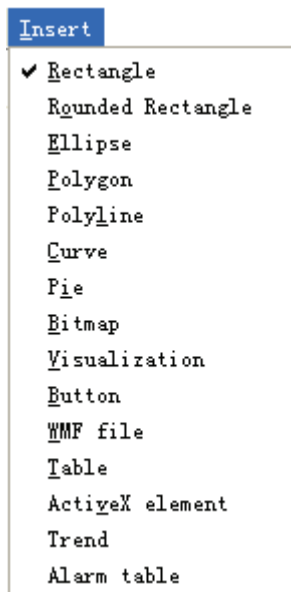 Insert
Rectangle
Rounded Rectangle
Ellipse
Polygon
Polyline
Curve
Pie
Bitmap
Visualization
Button
WMF file
Table
ActiveX element
Trend
Alarm table